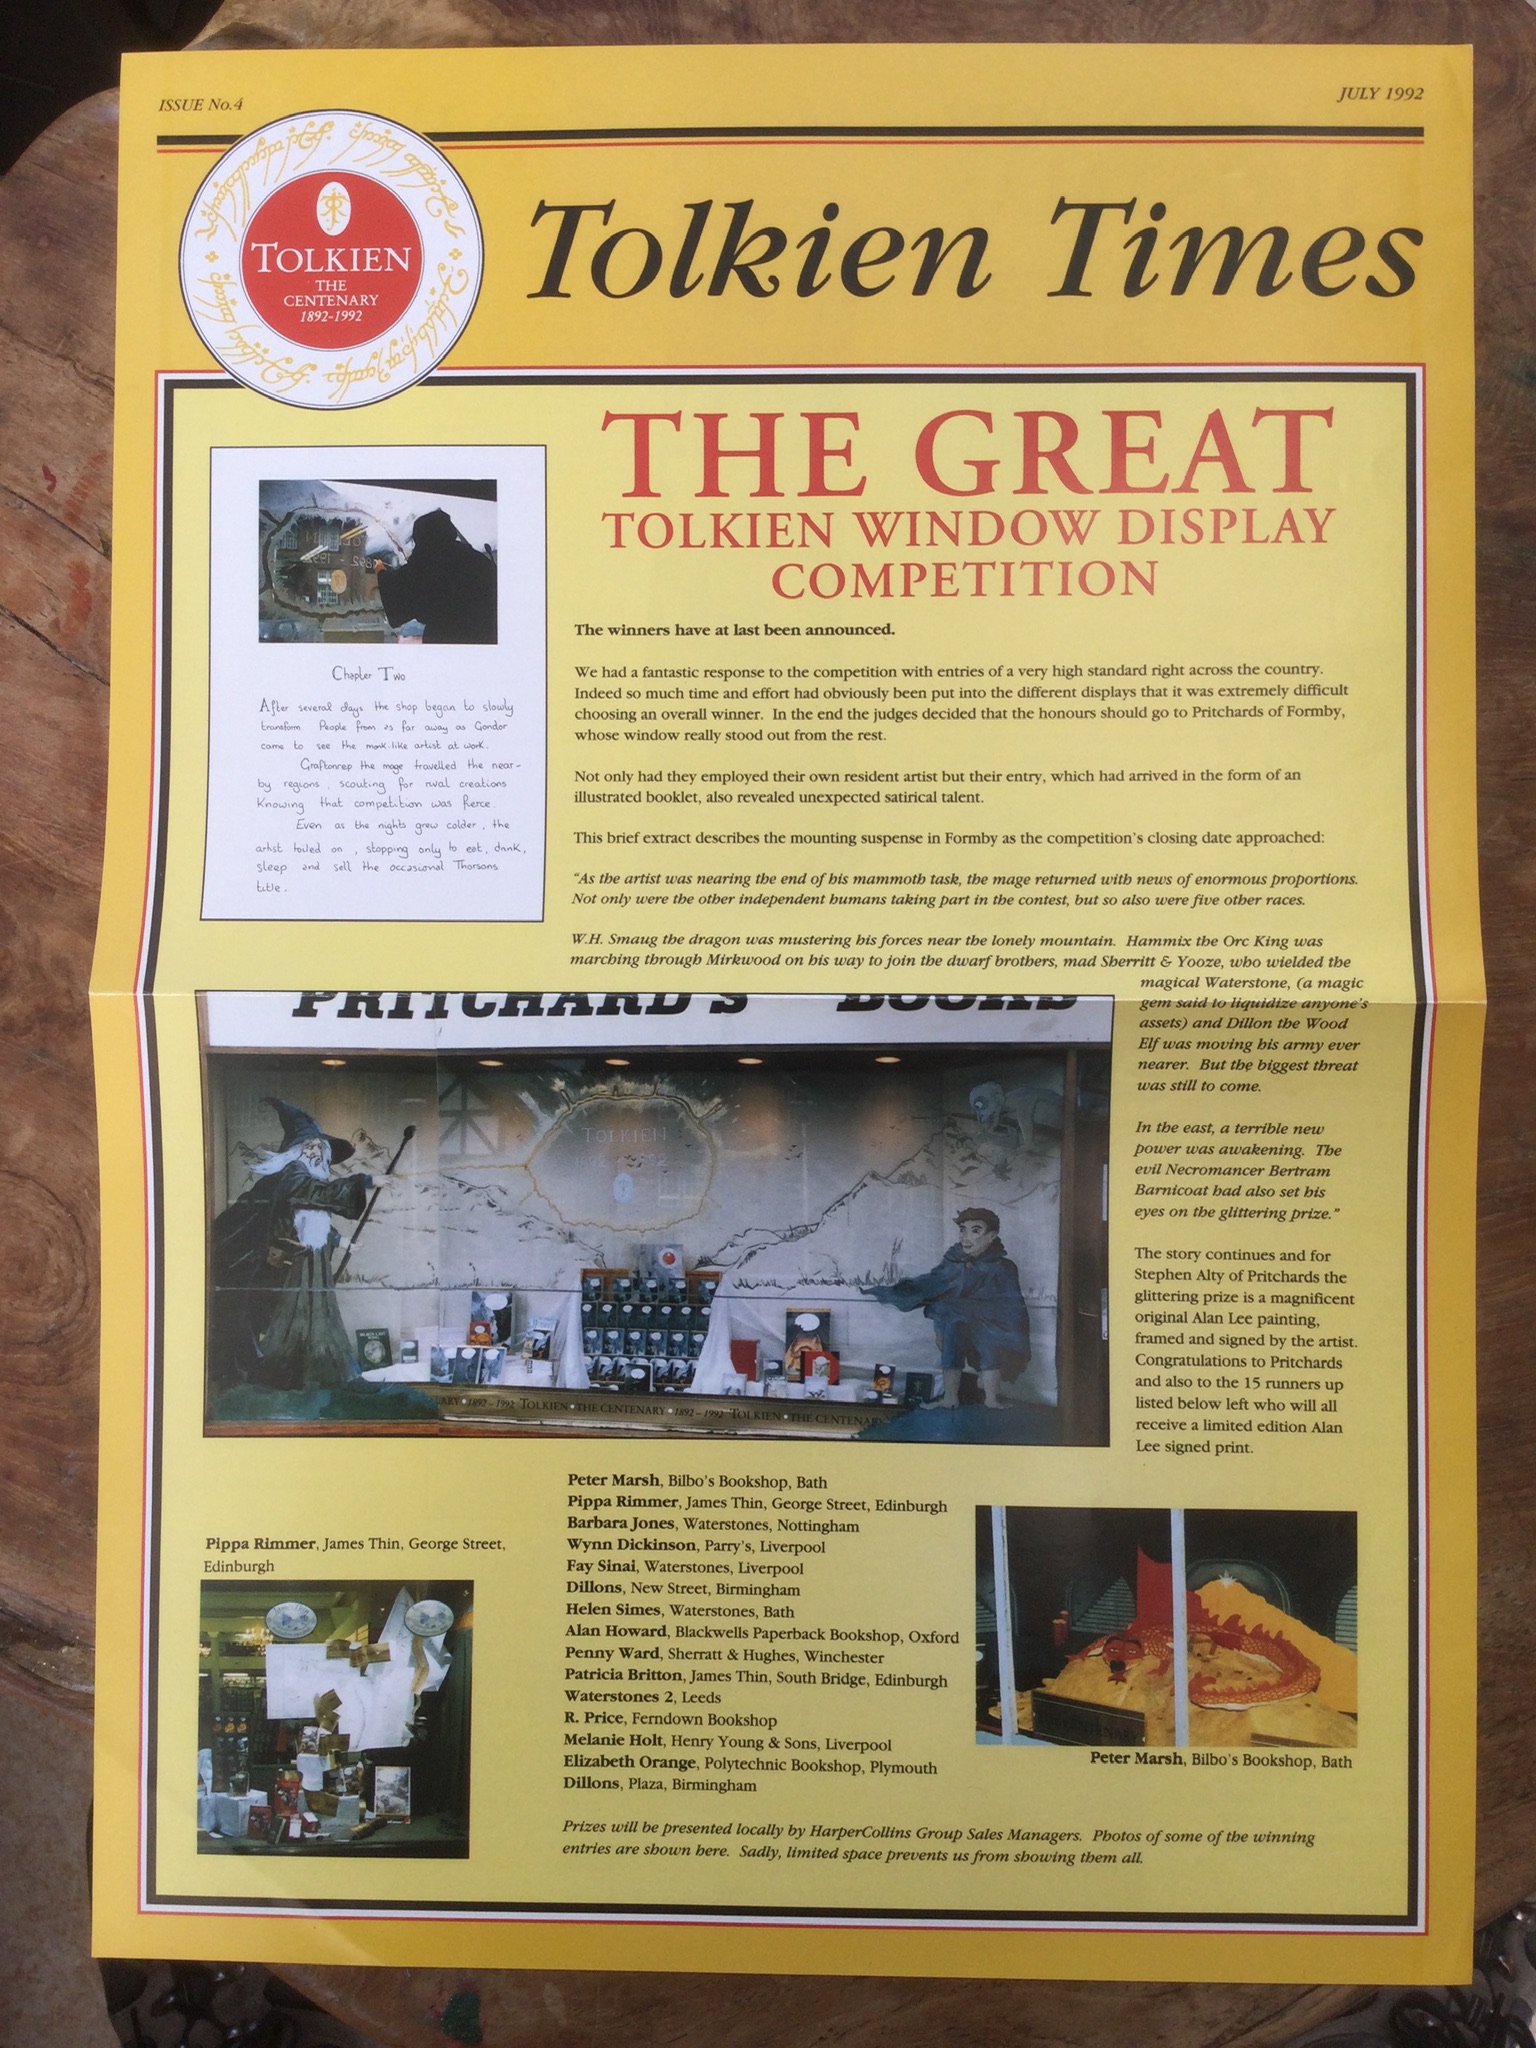 ISSUE No.4
JULY 1992
TOLKIEN
THE
CENTENARY
1892-1992
Tolkien Times
THE GREAT
TOLKIEN WINDOW DISPLAY
COMPETITION
Chapter Two
After several days the shop began to slowly
transform. People from as far away as Gondor
came to see the monk-like artist at work.
Graftonrep the mage travelled the near-
by regions, scouting for rival creations
Knowing that competition was fierce.
Even as the nights grew colder, the
artist toiled on, stopping only to eat, drink,
sleep and sell the occasional Thorsons
title.
The winners have at last been announced.
We had a fantastic response to the competition with entries of a very high standard right across the country.
Indeed so much time and effort had obviously been put into the different displays that it was extremely difficult
choosing an overall winner. In the end the judges decided that the honours should go to Pritchards of Formby,
whose window really stood out from the rest.
Not only had they employed their own resident artist but their entry, which had arrived in the form of an
illustrated booklet, also revealed unexpected satirical talent.
This brief extract describes the mounting suspense in Formby as the competition's closing date approached:
"As the artist was nearing the end of his mammoth task, the mage returned with news of enormous proportions.
Not only were the other independent humans taking part in the contest, but so also were five other races.
W.H. Smaug the dragon was mustering his forces near the lonely mountain. Hammix the Orc King was
marching through Mirkwood on his way to join the dwarf brothers, mad Sherritt & Yooze, who wielded the
magical Waterstone, (a magic
gem said to liquidize anyone's
assets) and Dillon the Wood
Elf was moving his army ever
nearer. But the biggest threat
was still to come.
In the east, a terrible new
power was awakening. The
evil Necromancer Bertram
Barnicoat had also set his
eyes on the glittering prize."
The story continues and for
Stephen Alty of Pritchards the
glittering prize is a magnificent
original Alan Lee painting,
framed and signed by the artist.
Congratulations to Pritchards
and also to the 15 runners up
listed below left who will all
receive a limited edition Alan
Lee signed print.
PRITCHARD'S BOOKS
TOLKIEN
1892 - 1992
ARY • 1892 – 1992 TOLKIEN • THE CENTENARY • 1892 – 1992 TOLKIEN • THE CENTENARY
Peter Marsh, Bilbo's Bookshop, Bath
Pippa Rimmer, James Thin, George Street, Edinburgh
Barbara Jones, Waterstones, Nottingham
Wynn Dickinson, Parry's, Liverpool
Fay Sinai, Waterstones, Liverpool
Dillons, New Street, Birmingham
Helen Simes, Waterstones, Bath
Alan Howard, Blackwells Paperback Bookshop, Oxford
Penny Ward, Sherratt & Hughes, Winchester
Patricia Britton, James Thin, South Bridge, Edinburgh
Waterstones 2, Leeds
R. Price, Ferndown Bookshop
Melanie Holt, Henry Young & Sons, Liverpool
Elizabeth Orange, Polytechnic Bookshop, Plymouth
Dillons, Plaza, Birmingham
Pippa Rimmer, James Thin, George Street,
Edinburgh
Peter Marsh, Bilbo's Bookshop, Bath
Prizes will be presented locally by HarperCollins Group Sales Managers. Photos of some of the winning
entries are shown here. Sadly, limited space prevents us from showing them all.